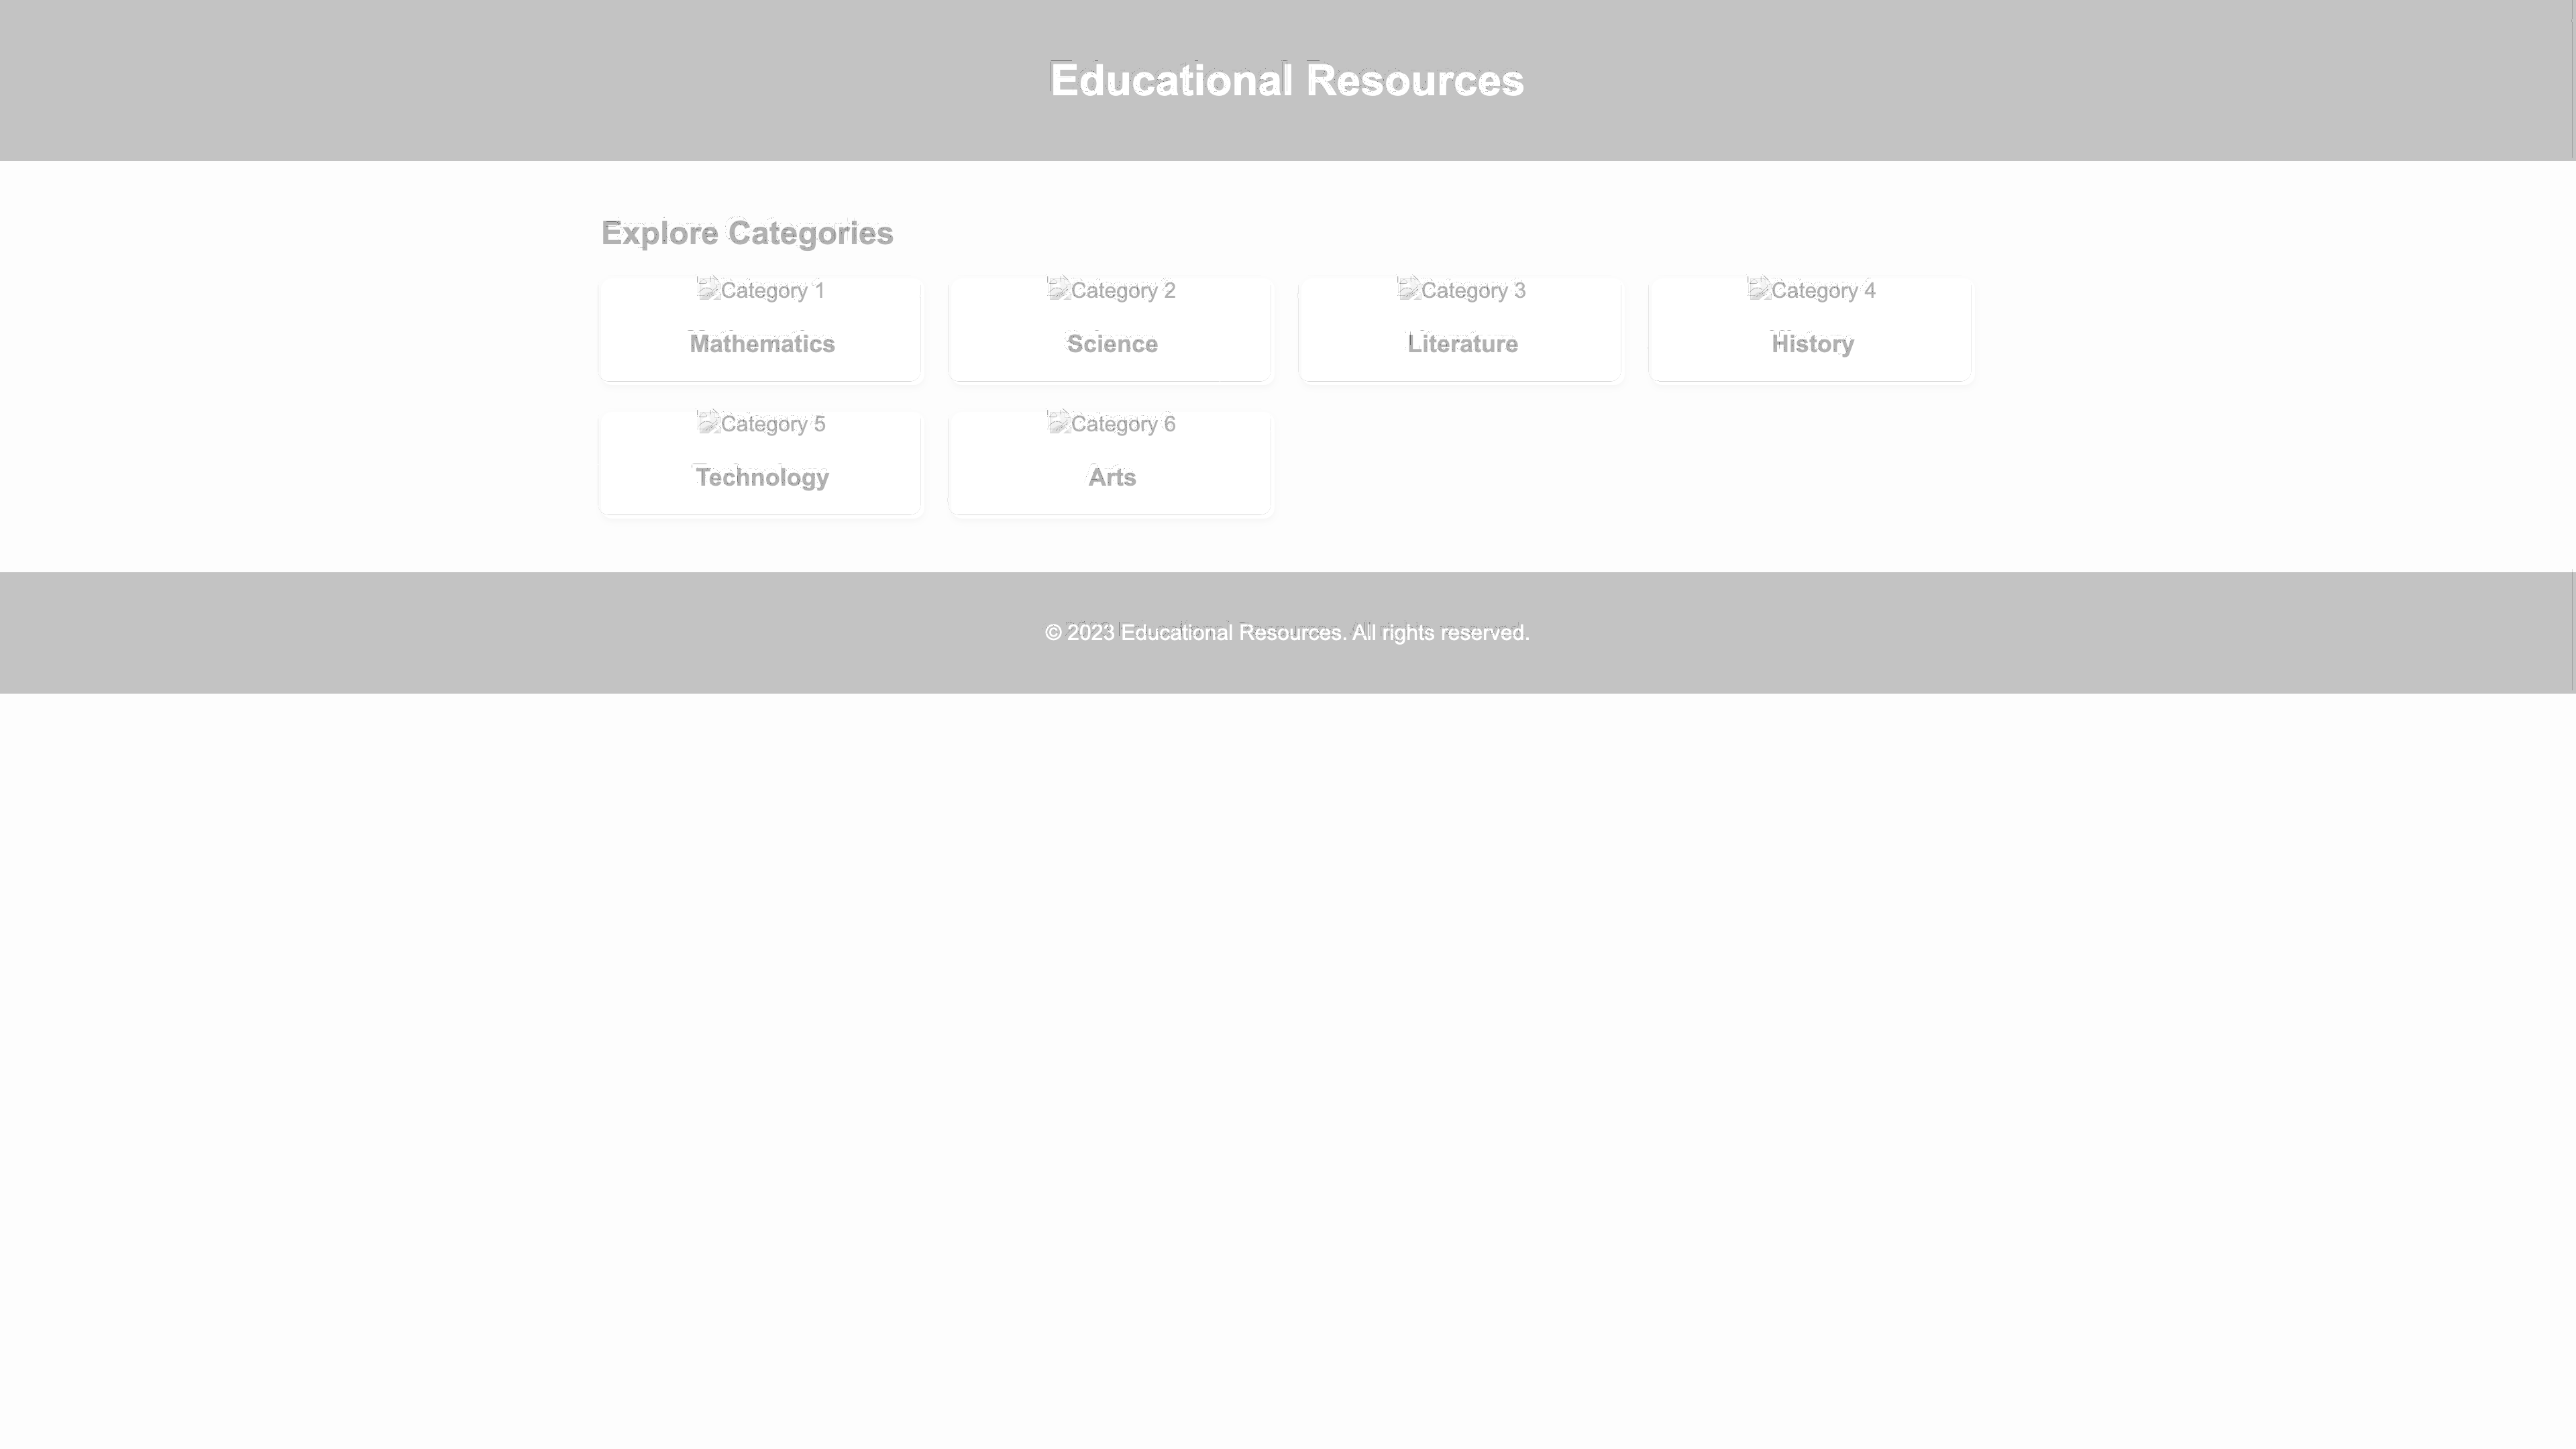 Educational Resources
Explore Categories
Category 1
Category 2
Category 3
Category 4
Mathematics
Science
Literature
History
Category 5
Category 6
Technology
Arts
© 2023 Educational Resources. All rights reserved.